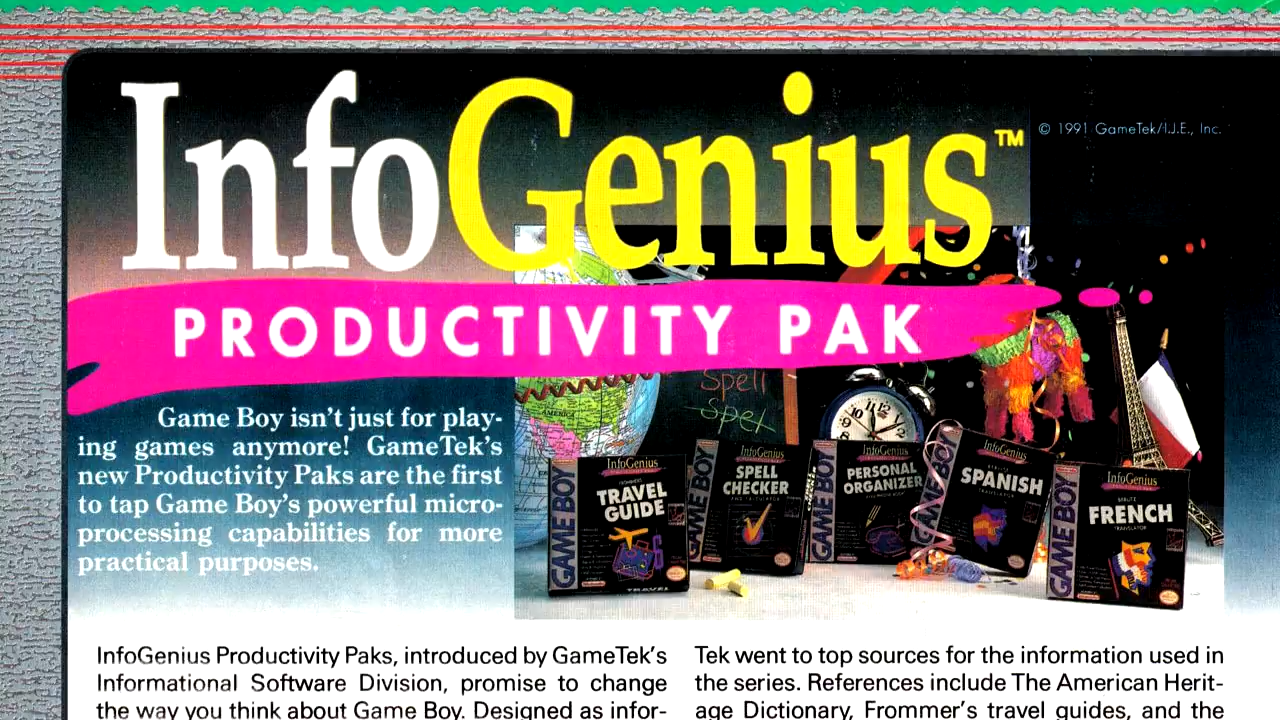 InfoGenius™
© 1991 GameTek/I.J.E., Inc.
PRODUCTIVITY PAK
Game Boy isn't just for play-
ing games anymore! GameTek's
new Productivity Paks are the first
to tap Game Boy's powerful micro-
processing capabilities for more
practical purposes.
Spell
Spel
AMERICA
GAME BOY
InfoGenius
TRAVEL
GUIDE
TRAVEL
GAME BOY
InfoGenius
SPELL
CHECKER
GAME BOY
InfoGenius
PERSONAL
ORGANIZER
GAME BOY
InfoGenius
SPANISH
TRANSLATOR
GAME BOY
InfoGenius
BERLITZ
FRENCH
TRANSLATOR
InfoGenius Productivity Paks, introduced by GameTek's
Informational Software Division, promise to change
the way you think about Game Boy. Designed as infor-
Tek went to top sources for the information used in
the series. References include The American Herit-
age Dictionary, Frommer's travel guides, and the